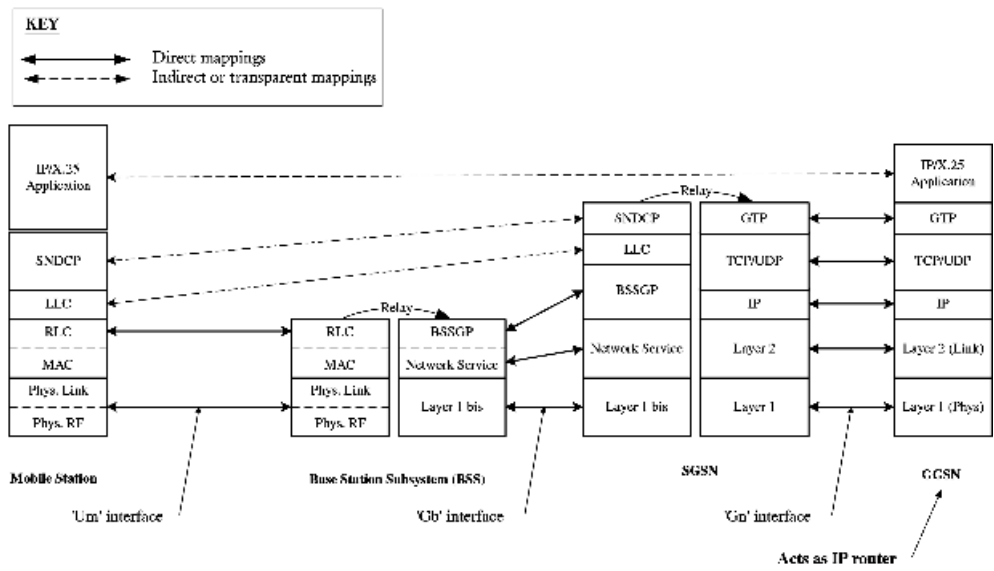 KEY
Direct mappings
Indirect or transparent mappings
IP/X.25
Application
SNDCP
LLC
RLC
MAC
Phys. Link
Phys. RF
Mobile Station
'Um' interface
Relay
RLC
MAC
Phys. Link
Phys. RF
BSSGP
Network Service
Layer 1 bis
Base Station Subsystem (BSS)
'Gb' interface
Relay
SNDCP
LLC
BSSGP
Network Service
Layer 1 bis
GTP
TCP/UDP
IP
Layer 2
Layer 1
SGSN
'Gn' interface
IP/X.25
Application
GTP
TCP/UDP
IP
Layer 2 (Link)
Layer 1 (Phys)
GGSN
Acts as IP router